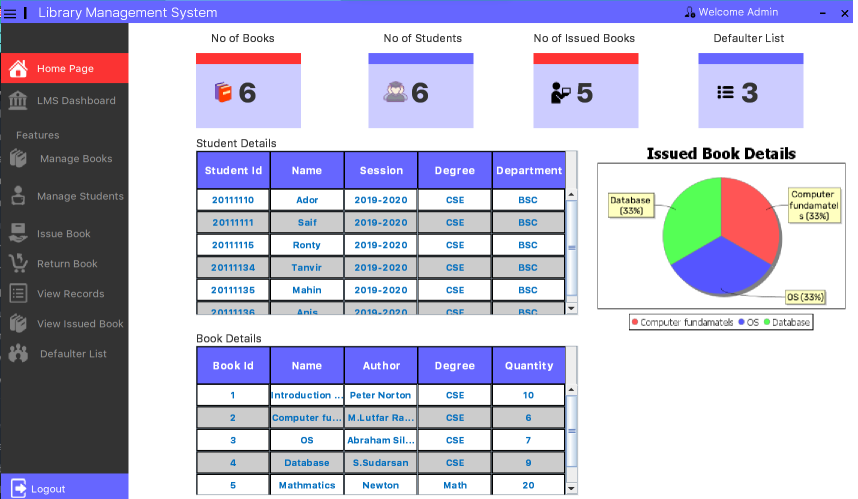 Library Management System
Welcome Admin
No of Books
No of Students
No of Issued Books
Defaulter List
6
6
5
3
Home Page
LMS Dashboard
Features
Manage Books
Manage Students
Issue Book
Return Book
View Records
View Issued Book
Defaulter List
Logout
Student Details
Student Id Name Session Degree Department
20111110 Ador 2019-2020 CSE BSC
20111111 Saif 2019-2020 CSE BSC
20111115 Ronty 2019-2020 CSE BSC
20111134 Tanvir 2019-2020 CSE BSC
20111135 Mahin 2019-2020 CSE BSC
20111136 Anis 2019-2020 CSE BSC
Issued Book Details
Database
(33%)
Computer
fundamatel
s (33%)
OS (33%)
Computer fundamatels OS Database
Book Details
Book Id Name Author Degree Quantity
1 Introduction ... Peter Norton CSE 10
2 Computer fu... M.Lutfar Ra... CSE 6
3 OS Abraham Sil... CSE 7
4 Database S.Sudarsan CSE 9
5 Mathmatics Newton Math 20